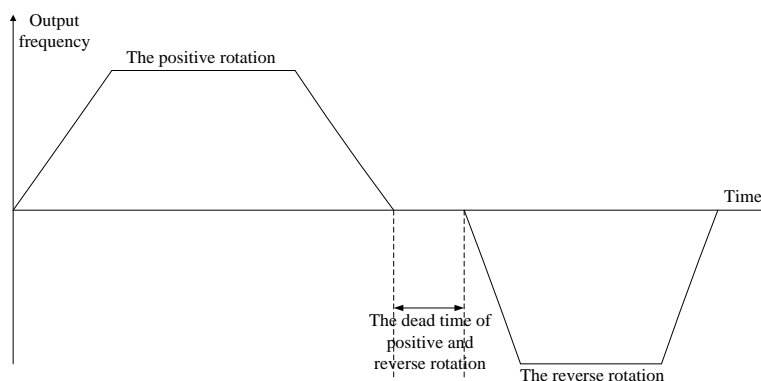 Output
frequency
The positive rotation
Time
The dead time of
positive and
reverse rotation
The reverse rotation